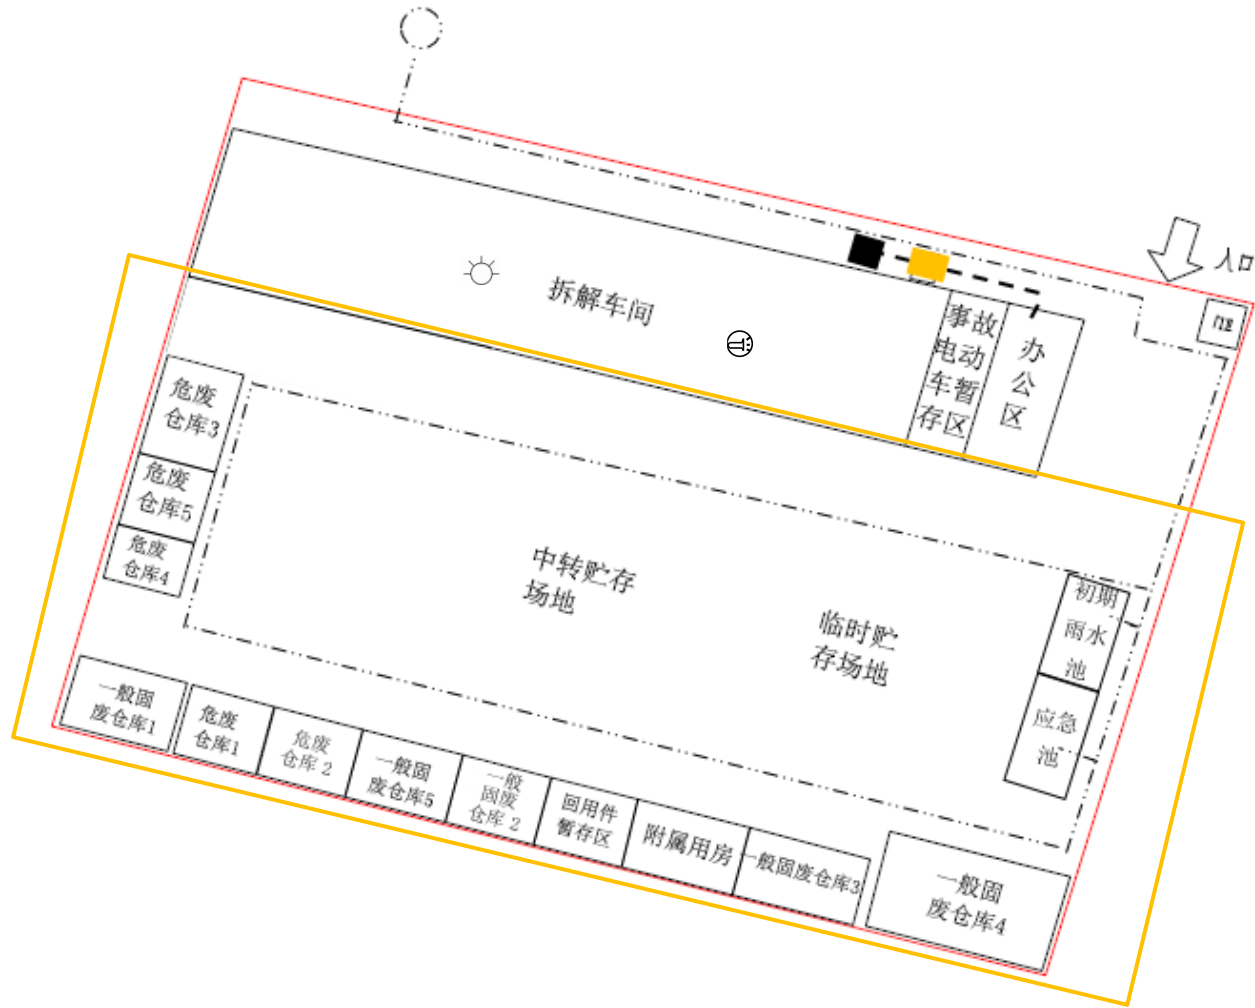 入口
门卫
拆解车间
事故
电动
车暂
存区
办
公
区
危废
仓库3
危废
仓库5
危废
仓库4
中转贮存
场地
临时贮
存场地
初期
雨水
池
应急
池
一般固
废仓库1
危废
仓库1
危废
仓库 2
一般固
废仓库5
一般
固废
仓库 2
回用件
暂存区
附属用房
一般固废仓库3
一般固
废仓库4